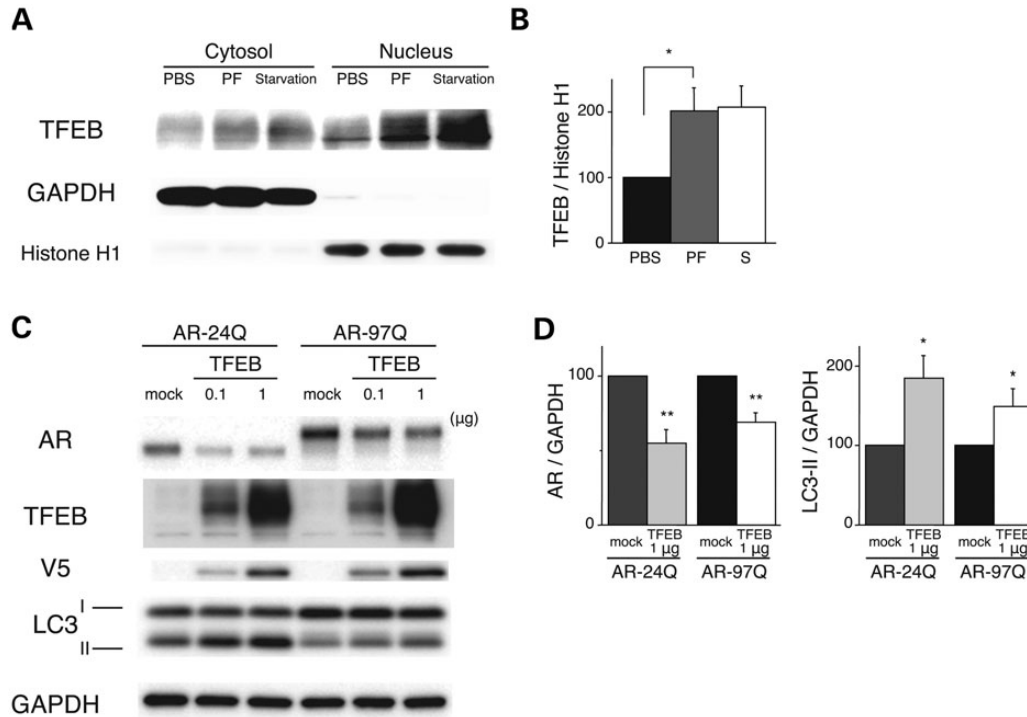 A
Cytosol Nucleus
PBS PF Starvation PBS PF Starvation
TFEB
GAPDH
Histone H1
B
*
TFEB / Histone H1
200
100
0
PBS PF S
C
AR-24Q AR-97Q
TFEB TFEB
mock 0.1 1 mock 0.1 1 (μg)
AR
TFEB
V5
LC3
I
II
GAPDH
D
AR / GAPDH
100
0
** **
mock TFEB 1 μg mock TFEB 1 μg
AR-24Q AR-97Q
LC3-II / GAPDH
200
100
0
* *
mock TFEB 1 μg mock TFEB 1 μg
AR-24Q AR-97Q